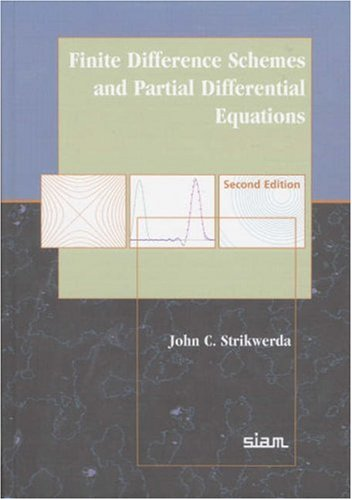 Finite Difference Schemes
and Partial Differential
Equations
Second Edition
John C. Strikwerda
siam